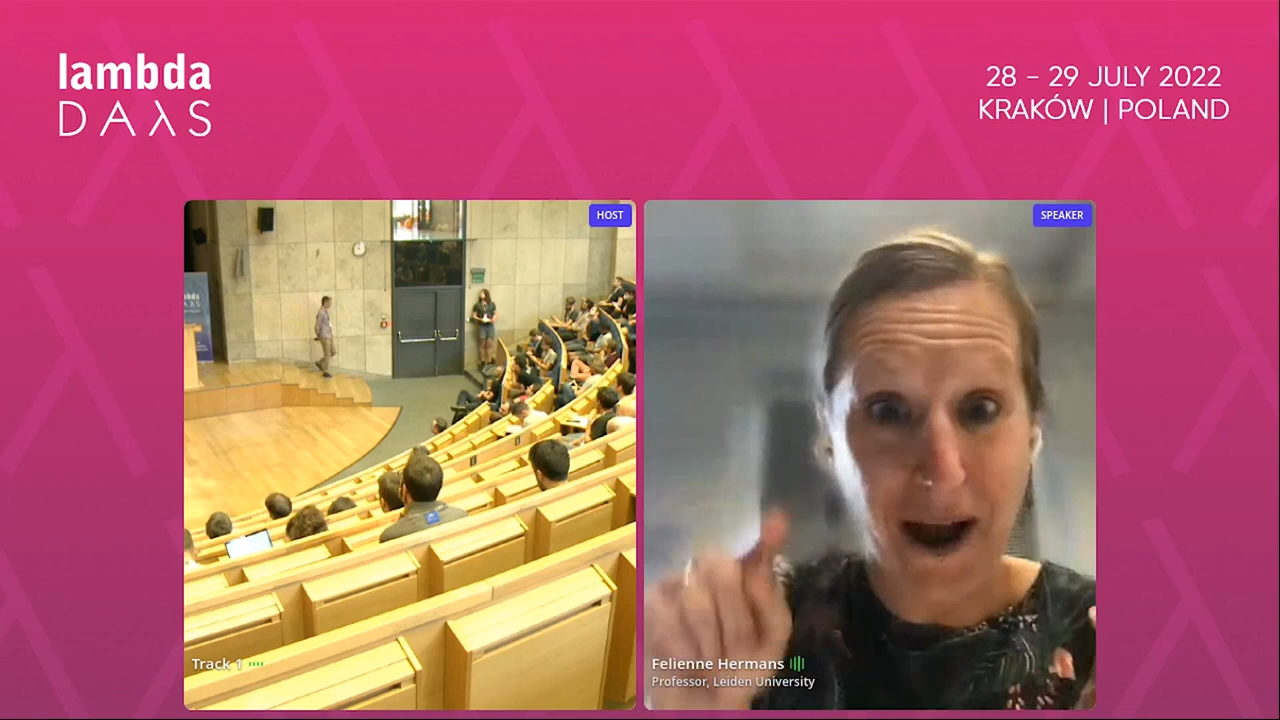 lambda
DAλS
28 – 29 JULY 2022
KRAKÓW | POLAND
HOST
SPEAKER
Track 1
Felienne Hermans
Professor, Leiden University